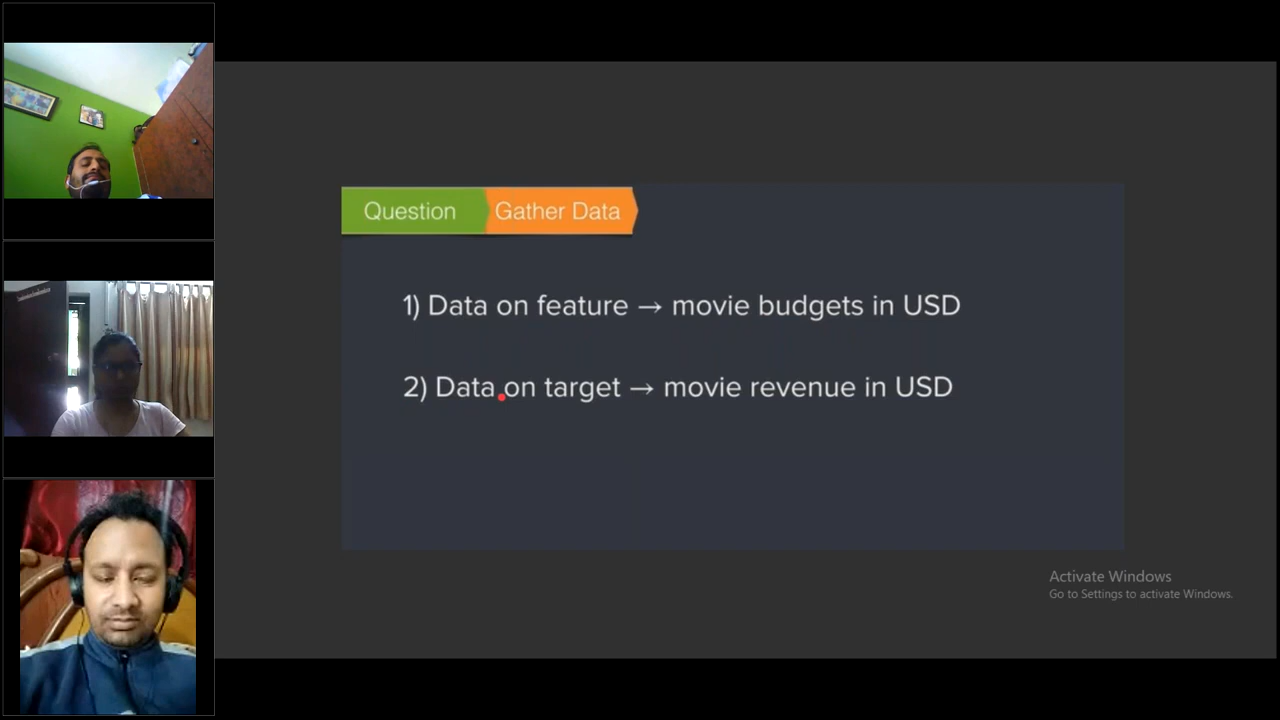 Question
Gather Data
1) Data on feature → movie budgets in USD
2) Data on target → movie revenue in USD
Activate Windows
Go to Settings to activate Windows.